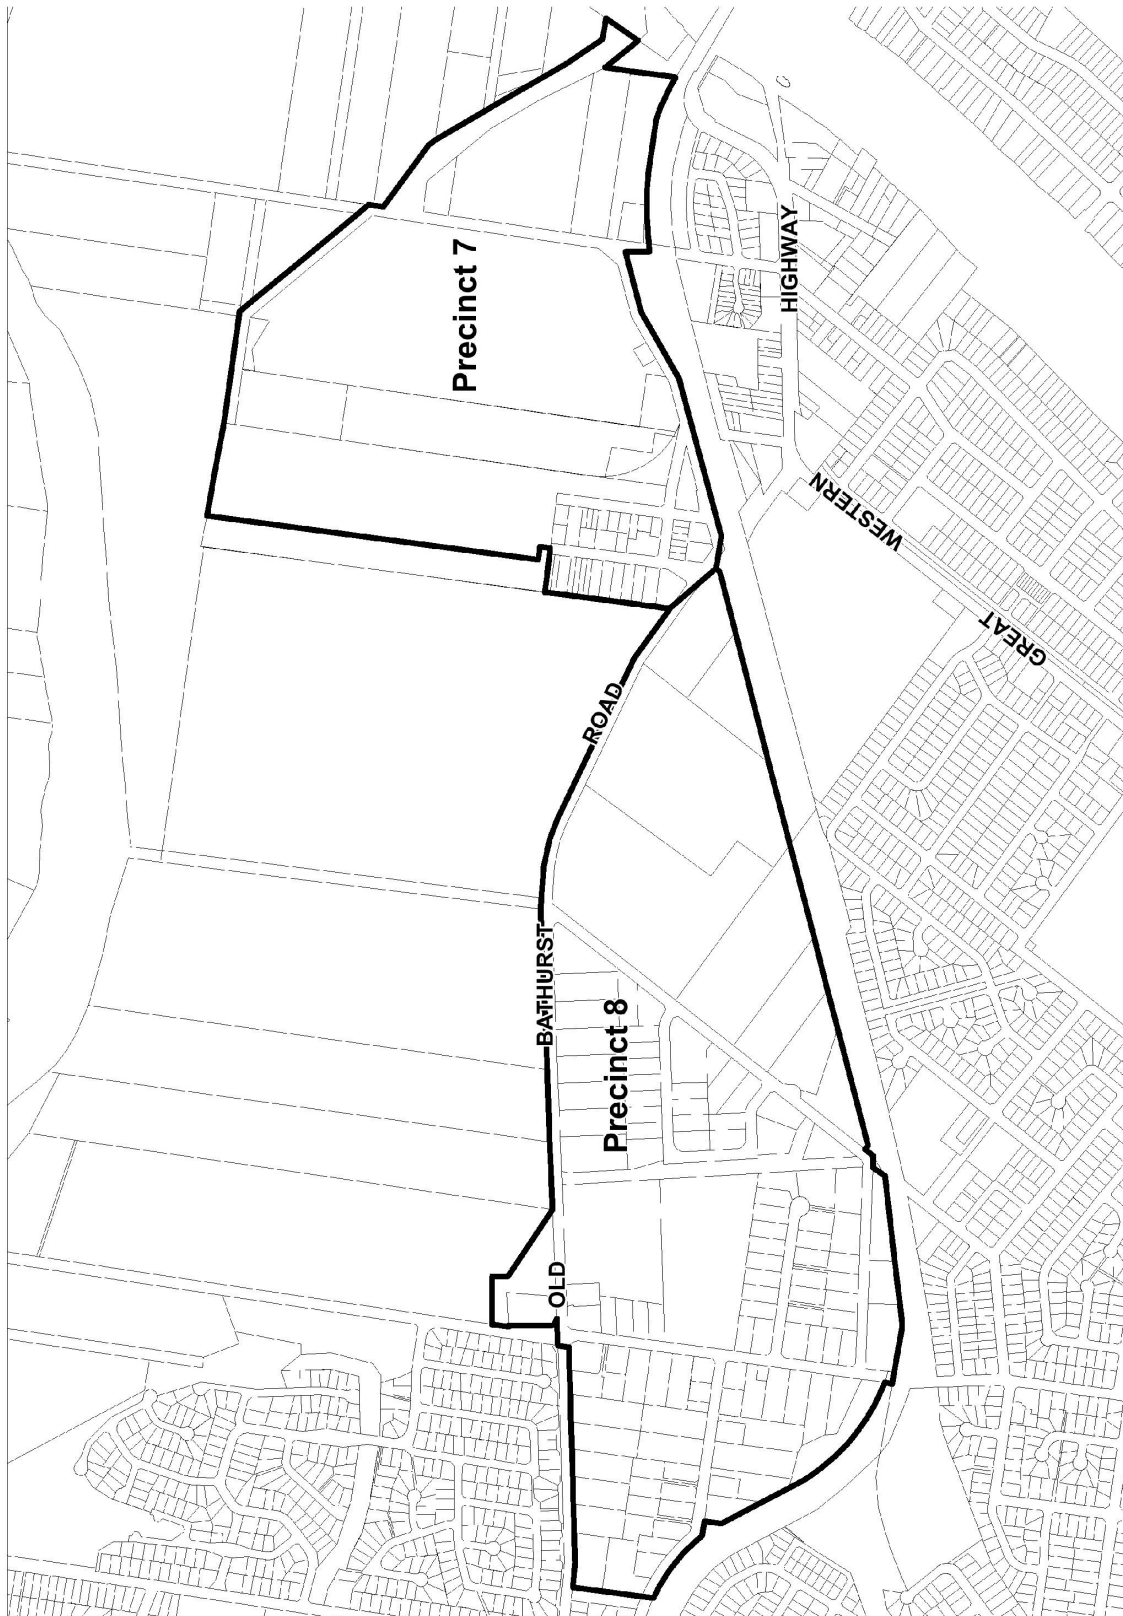 Precinct 7
HIGHWAY
WESTERN
GREAT
ROAD
BATHURST
OLD
Precinct 8